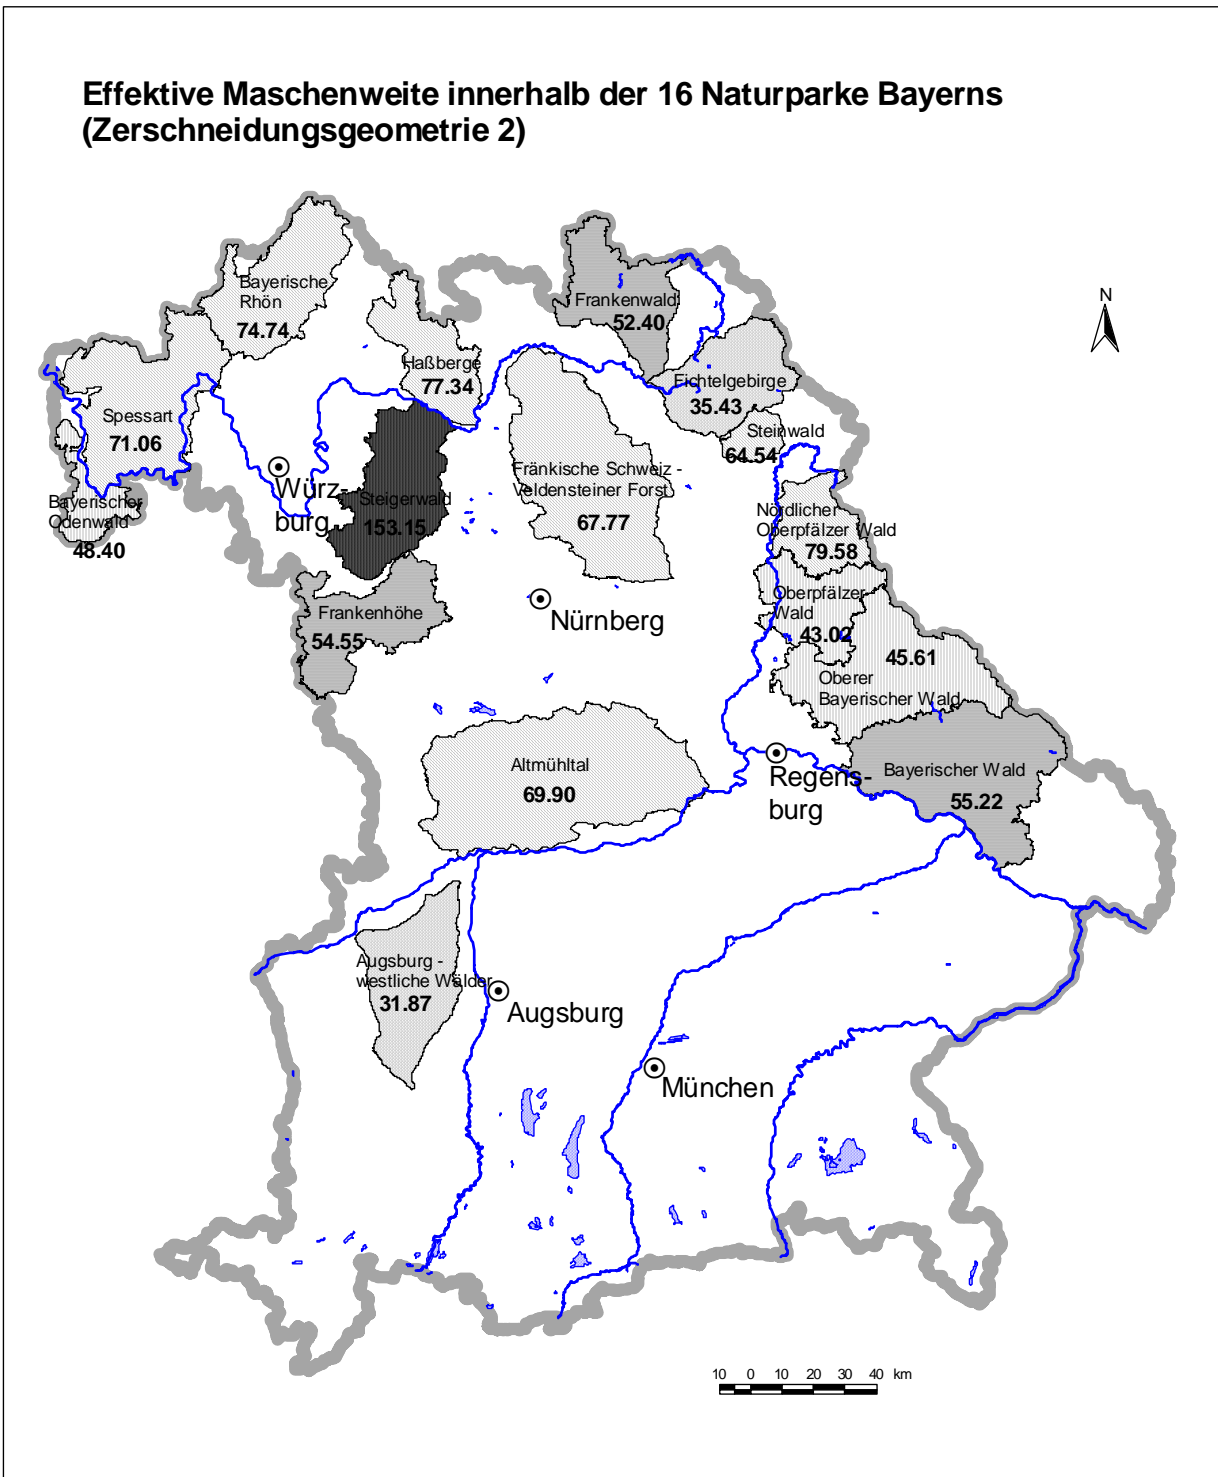 Effektive Maschenweite innerhalb der 16 Naturparke Bayerns
(Zerschneidungsgeometrie 2)
N
Bayerische
Rhön
74.74
Frankenwald
52.40
Haßberge
77.34
Fichtelgebirge
35.43
Spessart
71.06
Steinwald
64.54
Bayerischer
Odenwald
48.40
Würz-
burg
Steigerwald
153.15
Fränkische Schweiz -
Veldensteiner Forst
67.77
Nördlicher
Oberpfälzer Wald
79.58
Oberpfälzer
Wald
43.02
Frankenhöhe
54.55
Nürnberg
45.61
Oberer
Bayerischer Wald
Altmühltal
69.90
Regens-
burg
Bayerischer Wald
55.22
Augsburg -
westliche Wälder
31.87
Augsburg
München
10 0 10 20 30 40 km